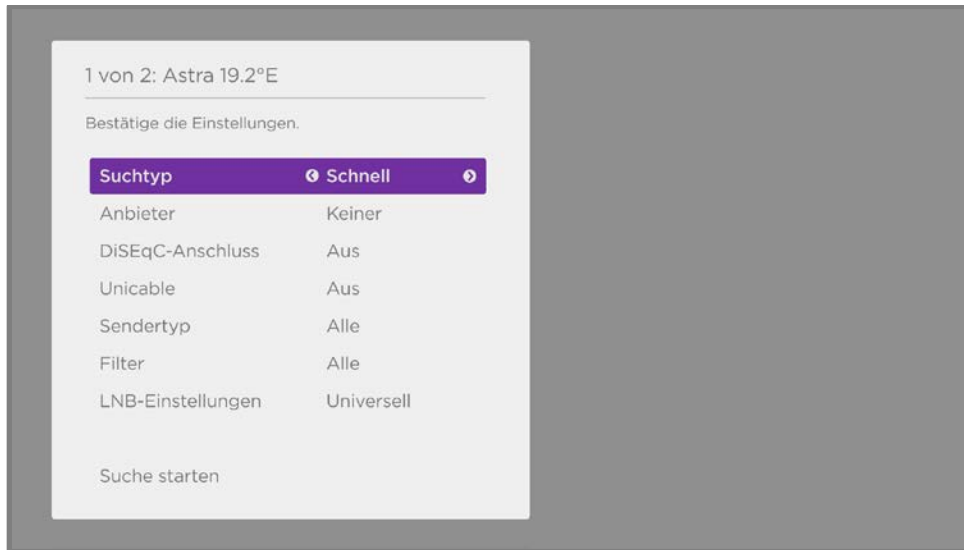 1 von 2: Astra 19.2°E
Bestätige die Einstellungen.
Suchtyp Schnell
Anbieter Keiner
DiSEqC-Anschluss Aus
Unicable Aus
Sendertyp Alle
Filter Alle
LNB-Einstellungen Universell
Suche starten